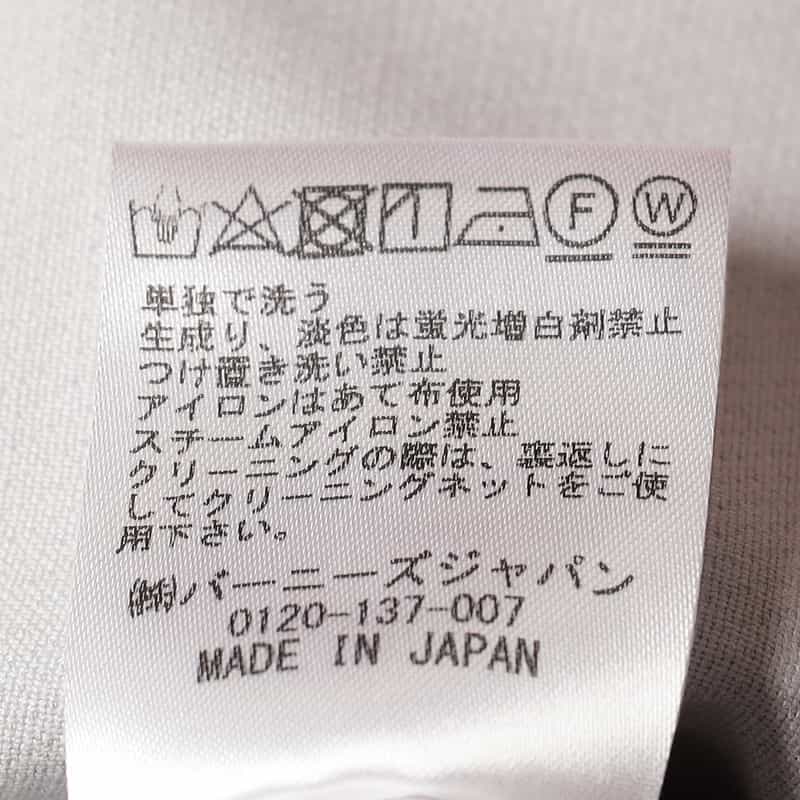 F W
単独で洗う
生成り、淡色は蛍光増白剤禁止
つけ置き洗い禁止
アイロンはあて布使用
スチームアイロン禁止
クリーニングの際は、裏返しに
してクリーニングネットをご使
用下さい。
㈱バーニーズジャパン
0120-137-007
MADE IN JAPAN